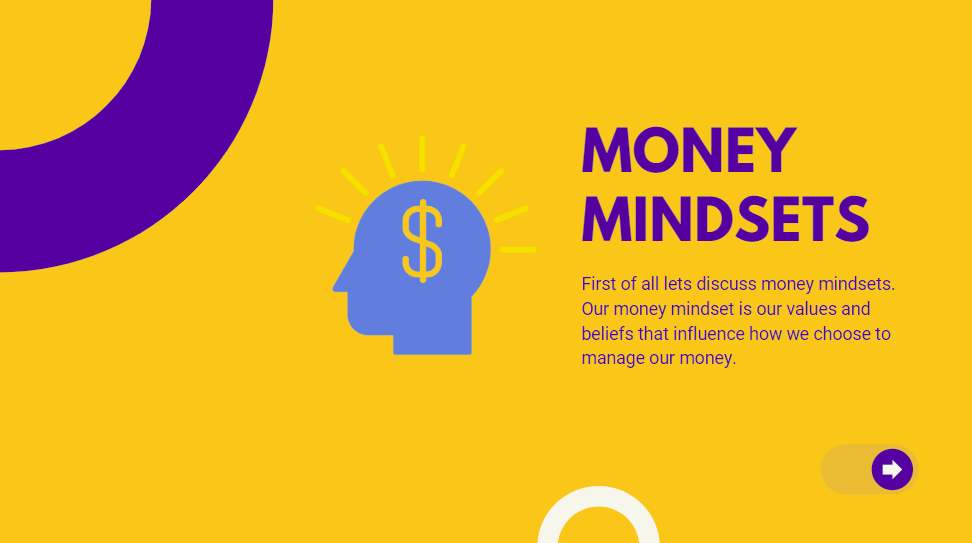 MONEY
MINDSETS
First of all lets discuss money mindsets.
Our money mindset is our values and
beliefs that influence how we choose to
manage our money.